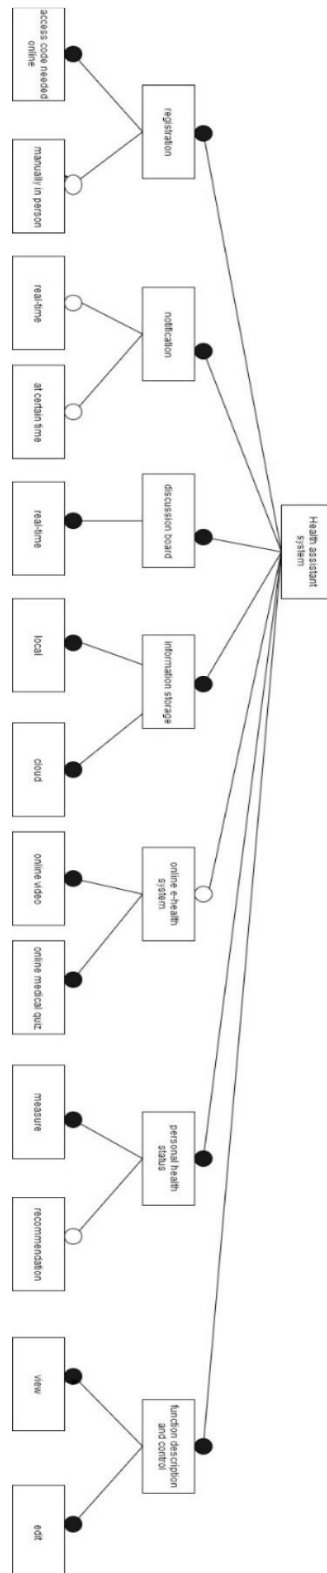 Health assistant
system
registration
notification
discussion board
information storage
online e-health
system
personal health
status
function description
and control
access code needed
online
manually in person
real-time
at certain time
real-time
local
cloud
online video
online medical quiz
measure
recommendation
view
edit